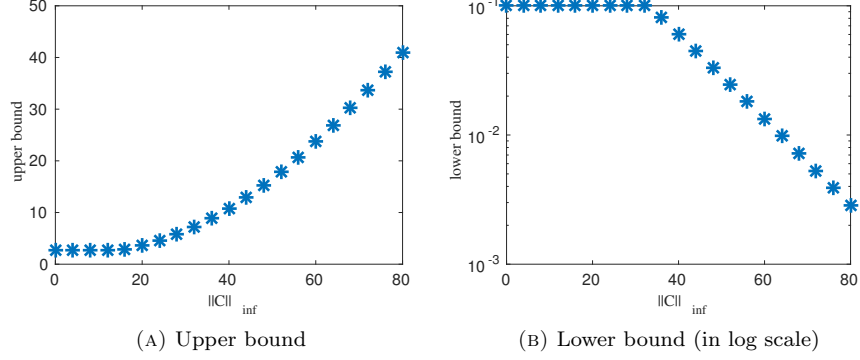 50
40
30
20
10
0
upper bound
0 20 40 60 80
||C|| inf
(A) Upper bound
10^-1
10^-2
10^-3
lower bound
0 20 40 60 80
||C|| inf
(B) Lower bound (in log scale)